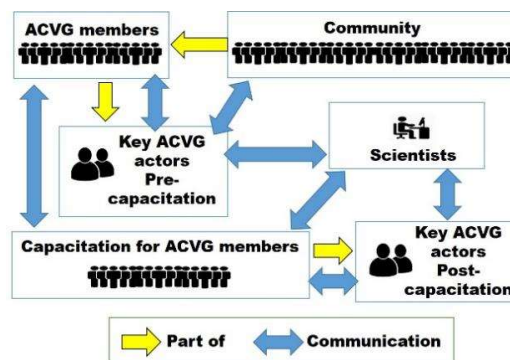 ACVG members
Community
Key ACVG
actors
Pre-
capacitation
Scientists
Capacitation for ACVG members
Key ACVG
actors
Post-
capacitation
Part of
Communication